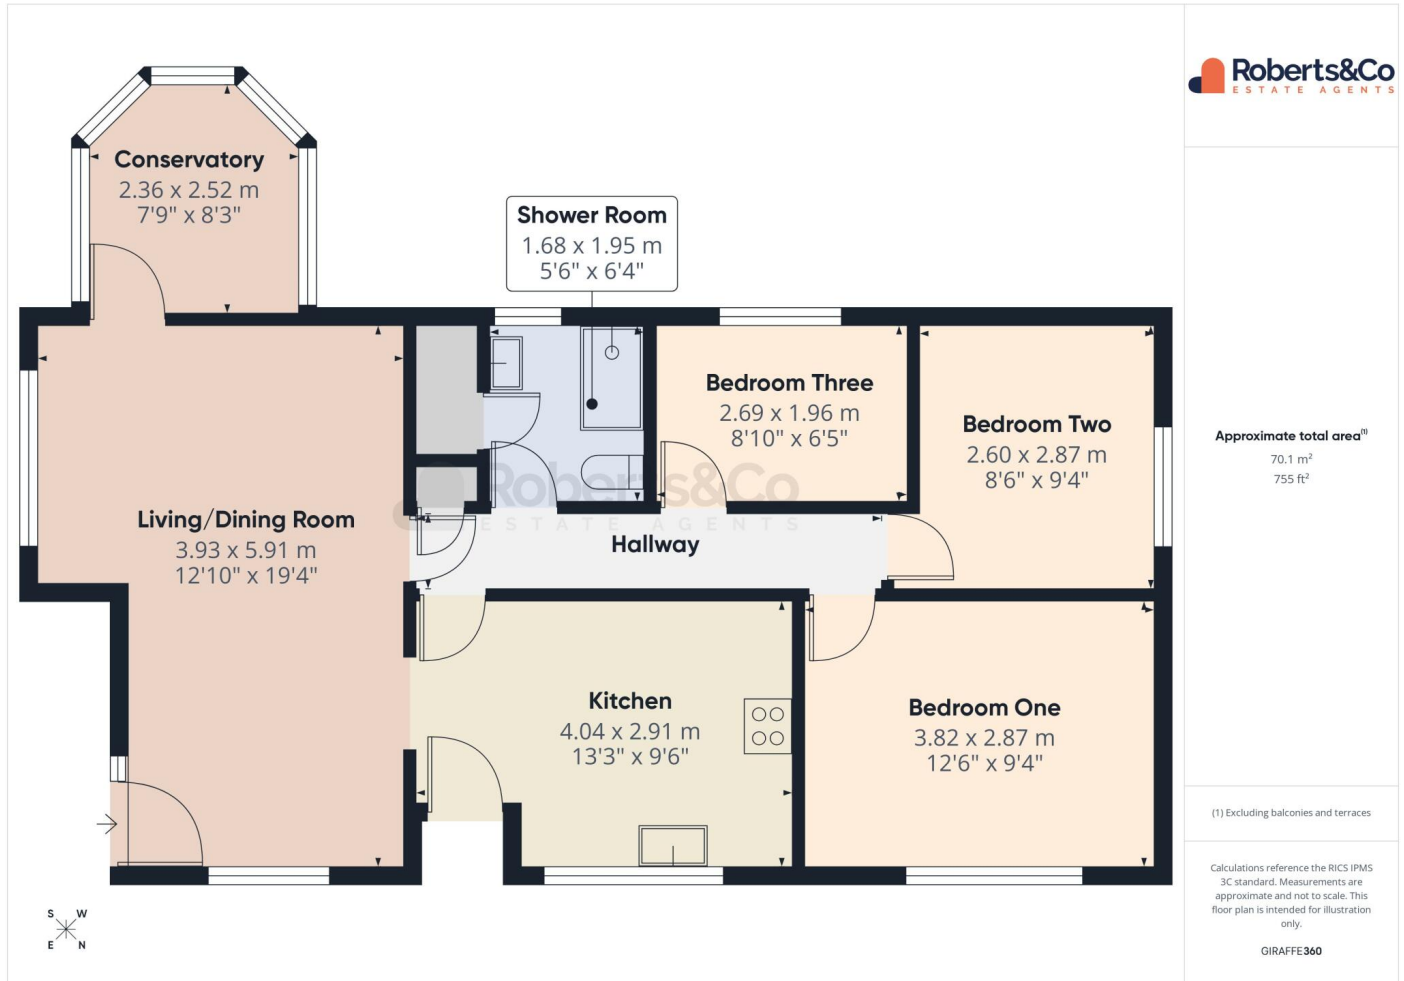 Roberts&Co
ESTATE AGENTS
Conservatory
2.36 x 2.52 m
7'9" x 8'3"
Shower Room
1.68 x 1.95 m
5'6" x 6'4"
Bedroom Three
2.69 x 1.96 m
8'10" x 6'5"
Bedroom Two
2.60 x 2.87 m
8'6" x 9'4"
Roberts&Co
ESTATE AGENTS
Living/Dining Room
3.93 x 5.91 m
12'10" x 19'4"
Hallway
Kitchen
4.04 x 2.91 m
13'3" x 9'6"
Bedroom One
3.82 x 2.87 m
12'6" x 9'4"
S W
E N
Approximate total area(1)
70.1 m²
755 ft²
(1) Excluding balconies and terraces
Calculations reference the RICS IPMS
3C standard. Measurements are
approximate and not to scale. This
floor plan is intended for illustration
only.
GIRAFFE360